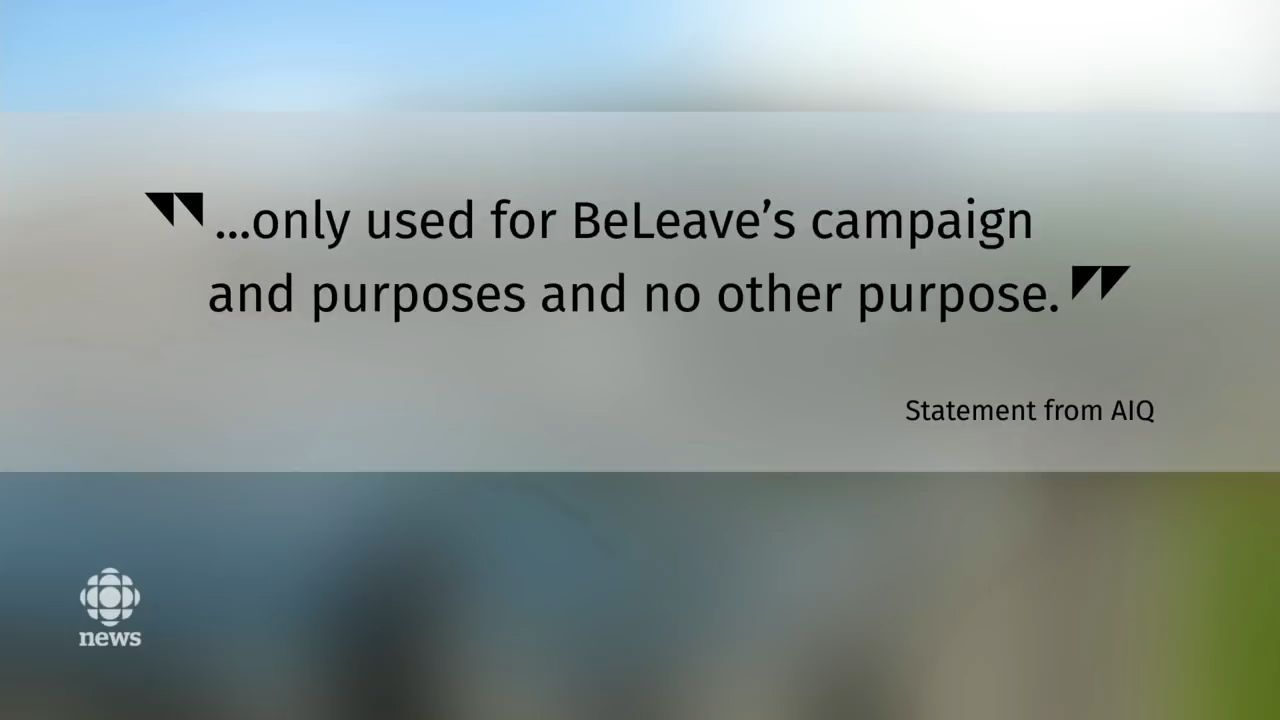 "...only used for BeLeave’s campaign
and purposes and no other purpose."
Statement from AIQ
news